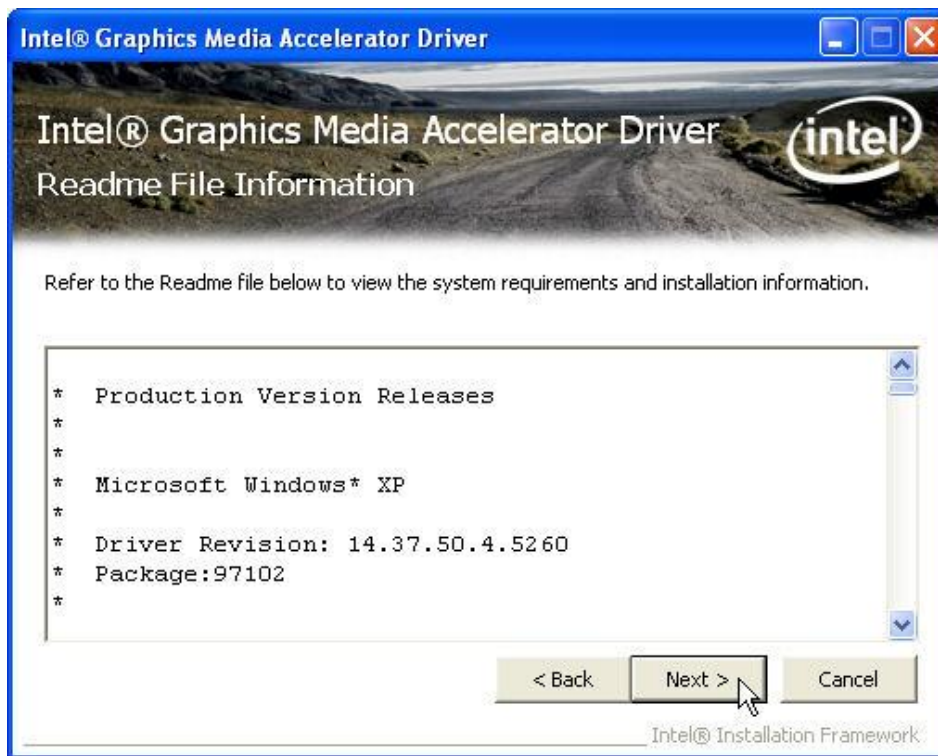 Intel® Graphics Media Accelerator Driver
Intel® Graphics Media Accelerator Driver
intel
Readme File Information
Refer to the Readme file below to view the system requirements and installation information.
* Production Version Releases
*
*
* Microsoft Windows* XP
*
* Driver Revision: 14.37.50.4.5260
* Package:97102
*
< Back Next > Cancel
Intel® Installation Framework